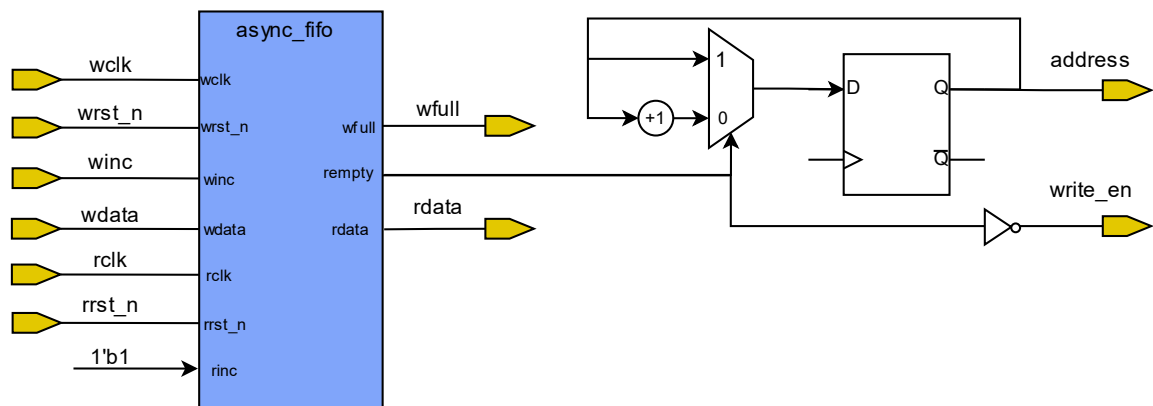 async_fifo
wclk
wclk
wrst_n
wrst_n
winc
winc
wdata
wdata
rclk
rclk
rrst_n
rrst_n
1'b1
rinc
wfull
wfull
rempty
rdata
rdata
1
+1
0
D
Q
Q̅
address
write_en